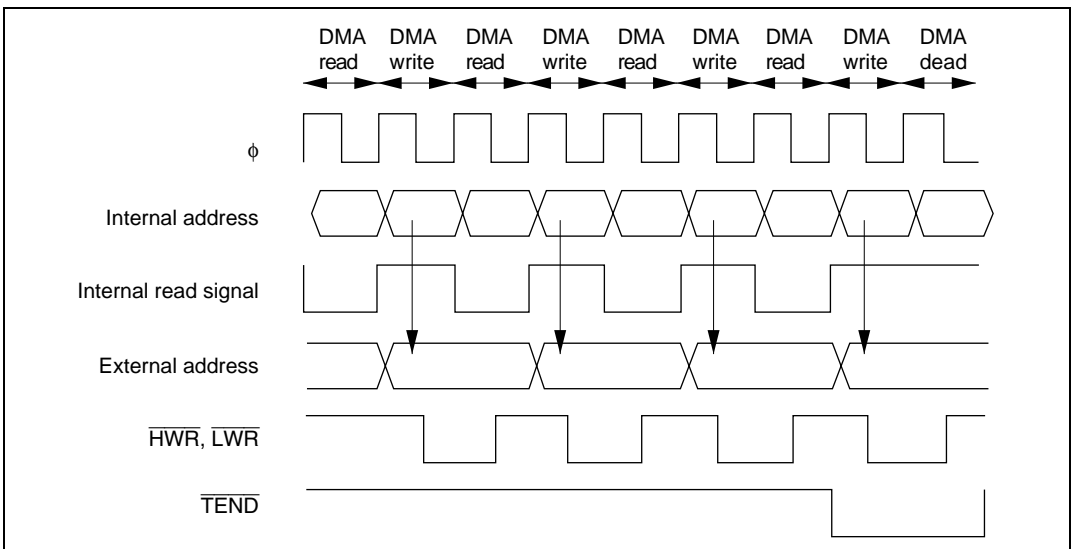 DMA DMA DMA DMA DMA DMA DMA DMA DMA
read write read write read write read write dead
φ
Internal address
Internal read signal
External address
HWR, LWR
TEND